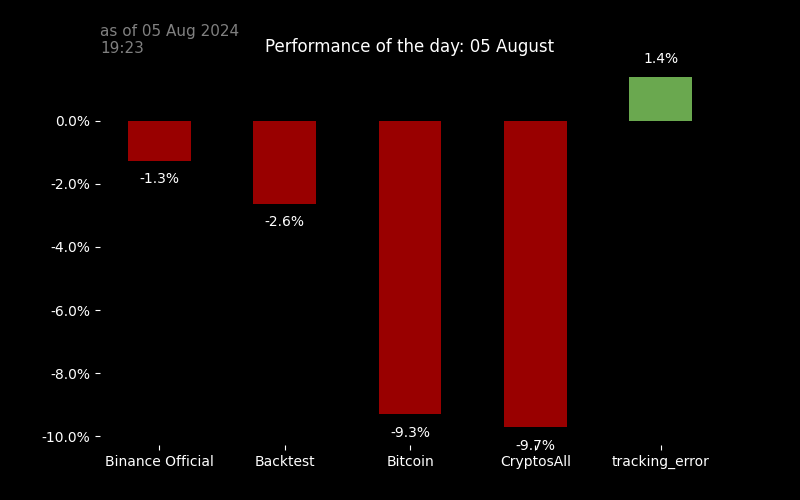 as of 05 Aug 2024
19:23
Performance of the day: 05 August
1.4%
0.0%
-2.0%
-4.0%
-6.0%
-8.0%
-10.0%
-1.3%
-2.6%
-9.3%
-9.7%
Binance Official
Backtest
Bitcoin
CryptosAll
tracking_error